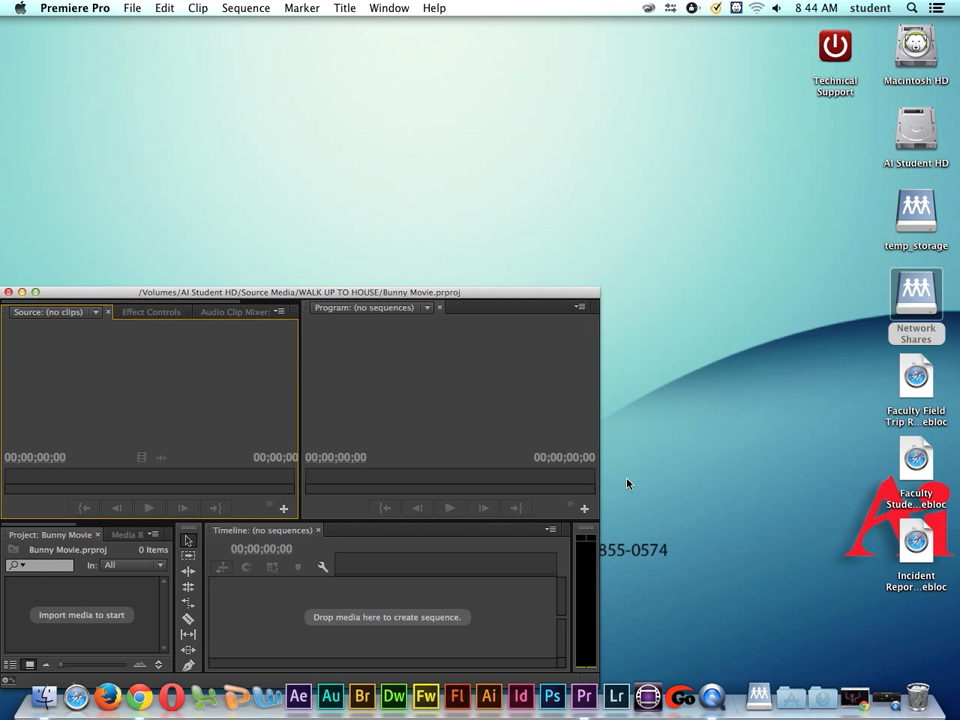 Premiere Pro File Edit Clip Sequence Marker Title Window Help 8 44 AM student
Technical
Support
Macintosh HD
AI Student HD
temp_storage
Network
Shares
Faculty Field
Trip R...ebloc
Faculty
Stude...ebloc
Incident
Repor...ebloc
Ai
855-0574
/Volumes/AI Student HD/Source Media/WALK UP TO HOUSE/Bunny Movie.prproj
Source: (no clips) Effect Controls Audio Clip Mixer:
Program: (no sequences)
00;00;00;00 00;00;00
00;00;00;00 00;00;00;00
Project: Bunny Movie Media B
Bunny Movie.prproj 0 Items
In: All
Import media to start
Timeline: (no sequences)
00;00;00;00
Drop media here to create sequence.
Ae Au Br Dw Fw Fl Ai Id Ps Pr Lr Go